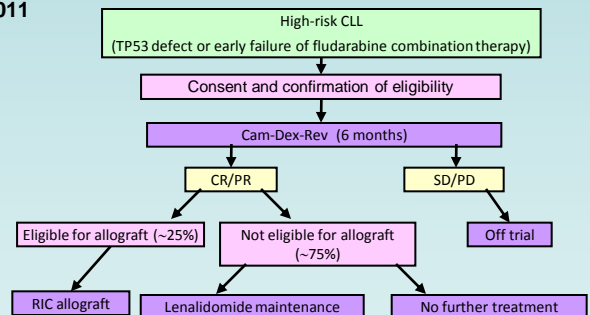 011
High-risk CLL
(TP53 defect or early failure of fludarabine combination therapy)
Consent and confirmation of eligibility
Cam-Dex-Rev (6 months)
CR/PR
SD/PD
Eligible for allograft (~25%)
Not eligible for allograft
(~75%)
Off trial
RIC allograft
Lenalidomide maintenance
No further treatment